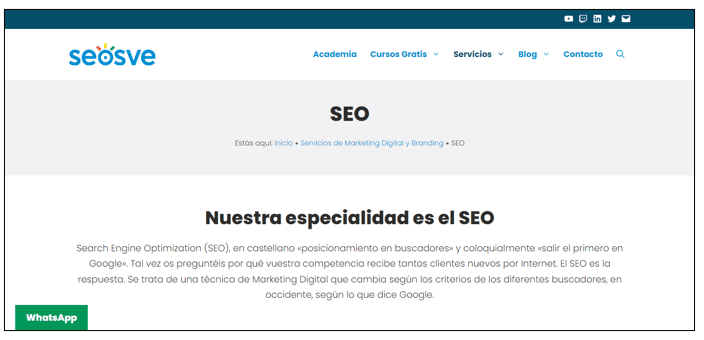 seosve
Academia Cursos Gratis Servicios Blog Contacto
SEO
Estás aquí: Inicio • Servicios de Marketing Digital y Branding • SEO
Nuestra especialidad es el SEO
Search Engine Optimization (SEO), en castellano «posicionamiento en buscadores» y coloquialmente «salir el primero en
Google». Tal vez os preguntéis por qué vuestra competencia recibe tantos clientes nuevos por Internet. El SEO es la
respuesta. Se trata de una técnica de Marketing Digital que cambia según los criterios de los diferentes buscadores, en
occidente, según lo que dice Google.
WhatsApp